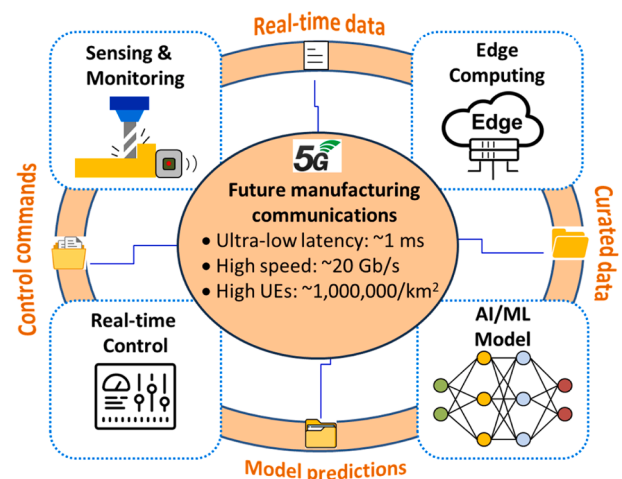 Real-time data
Sensing &
Monitoring
Edge
Computing
Edge
5G
Future manufacturing
communications
• Ultra-low latency: ~1 ms
• High speed: ~20 Gb/s
• High UEs: ~1,000,000/km²
Control commands
Curated data
Real-time
Control
AI/ML
Model
Model predictions